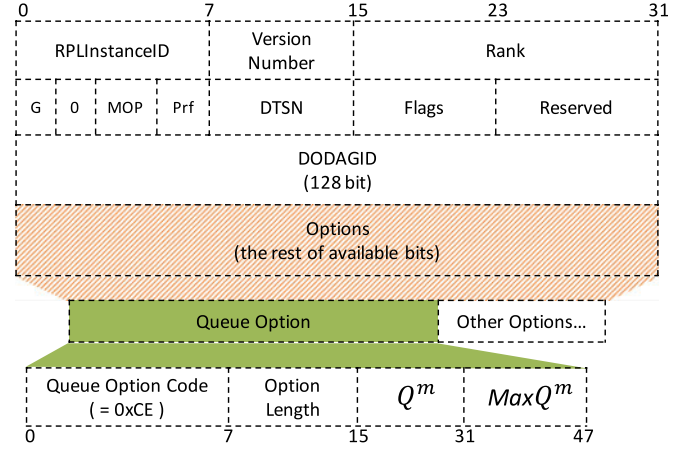 0 7 15 23 31
RPLInstanceID Version Number Rank
G 0 MOP Prf DTSN Flags Reserved
DODAGID
(128 bit)
Options
(the rest of available bits)
Queue Option Other Options...
Queue Option Code
( = 0xCE )
Option
Length
Q^m MaxQ^m
0 7 15 31 47